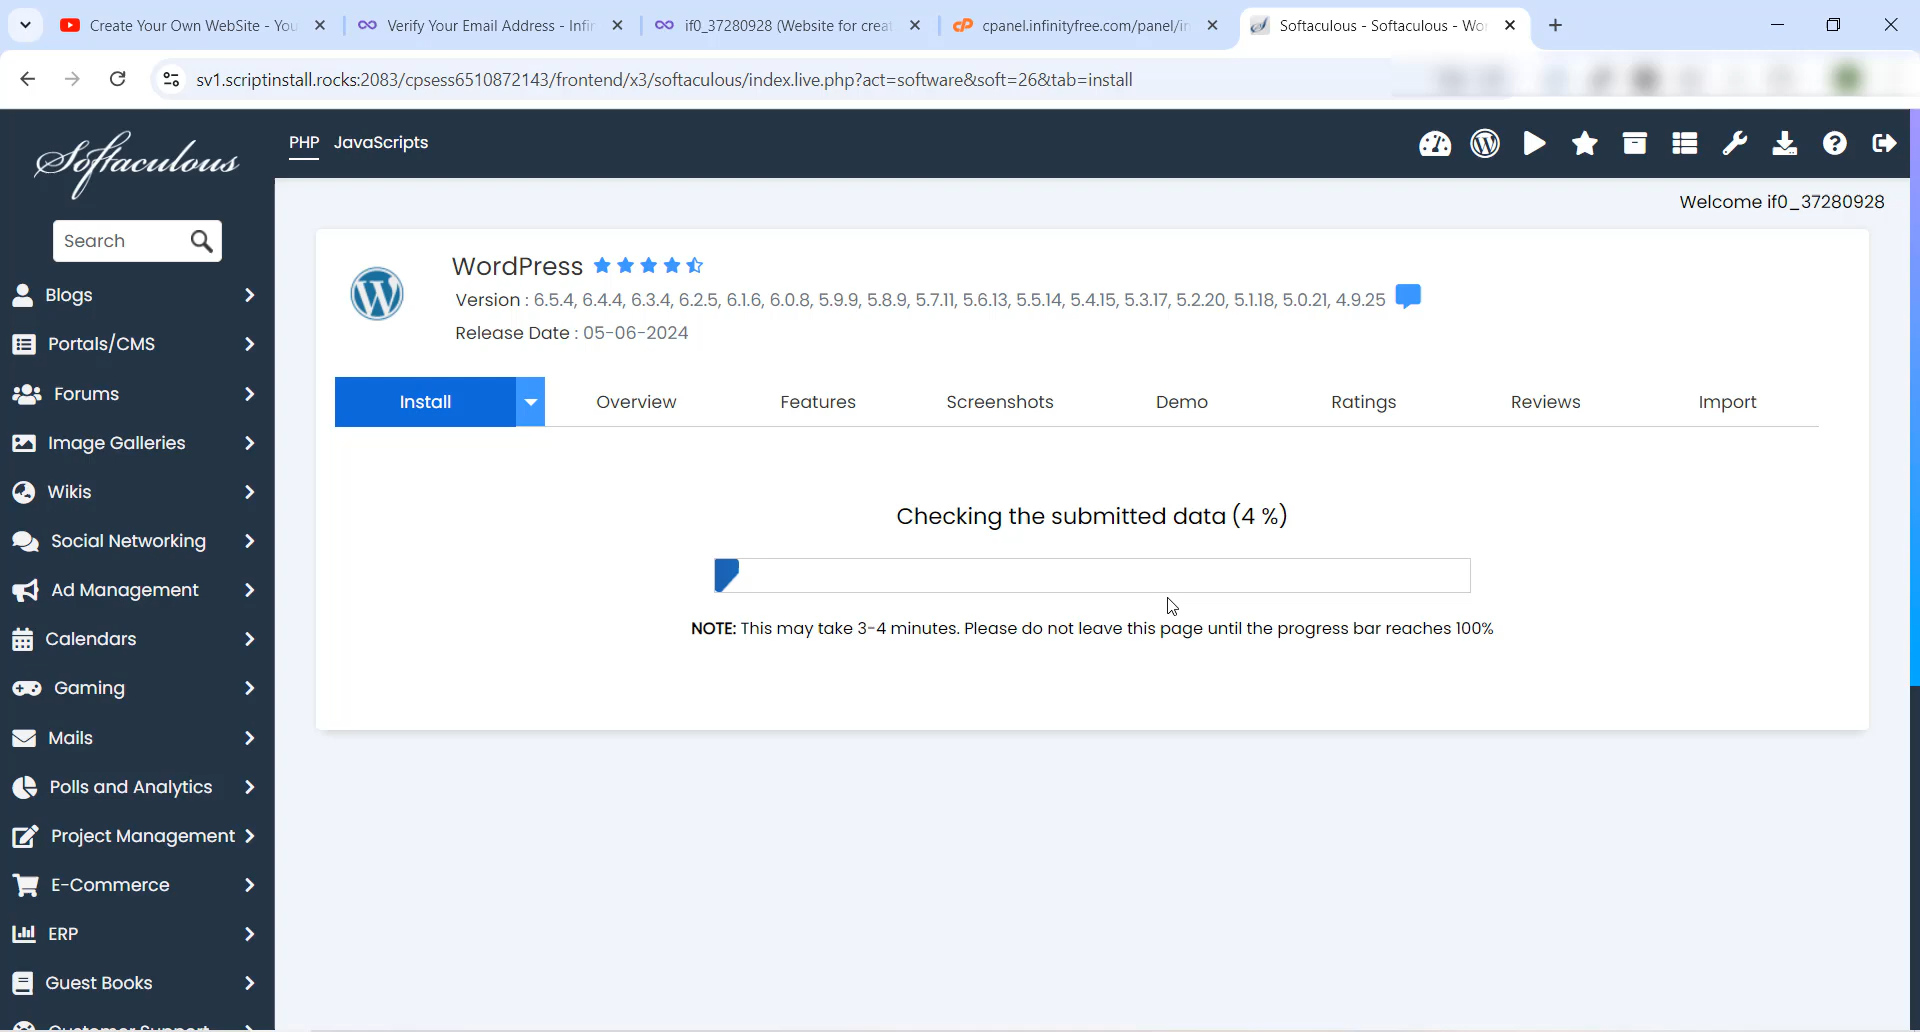 Create Your Own WebSite - You
Verify Your Email Address - Infi
if0_37280928 (Website for creat
cpanel.infinityfree.com/panel/in
Softaculous - Softaculous - Wo
sv1.scriptinstall.rocks:2083/cpsess6510872143/frontend/x3/softaculous/index.live.php?act=software&soft=26&tab=install
Softaculous
PHP JavaScripts
Welcome if0_37280928
Search
Blogs
Portals/CMS
Forums
Image Galleries
Wikis
Social Networking
Ad Management
Calendars
Gaming
Mails
Polls and Analytics
Project Management
E-Commerce
ERP
Guest Books
Customer Support
WordPress
Version : 6.5.4, 6.4.4, 6.3.4, 6.2.5, 6.1.6, 6.0.8, 5.9.9, 5.8.9, 5.7.11, 5.6.13, 5.5.14, 5.4.15, 5.3.17, 5.2.20, 5.1.18, 5.0.21, 4.9.25
Release Date : 05-06-2024
Install Overview Features Screenshots Demo Ratings Reviews Import
Checking the submitted data (4 %)
NOTE: This may take 3-4 minutes. Please do not leave this page until the progress bar reaches 100%